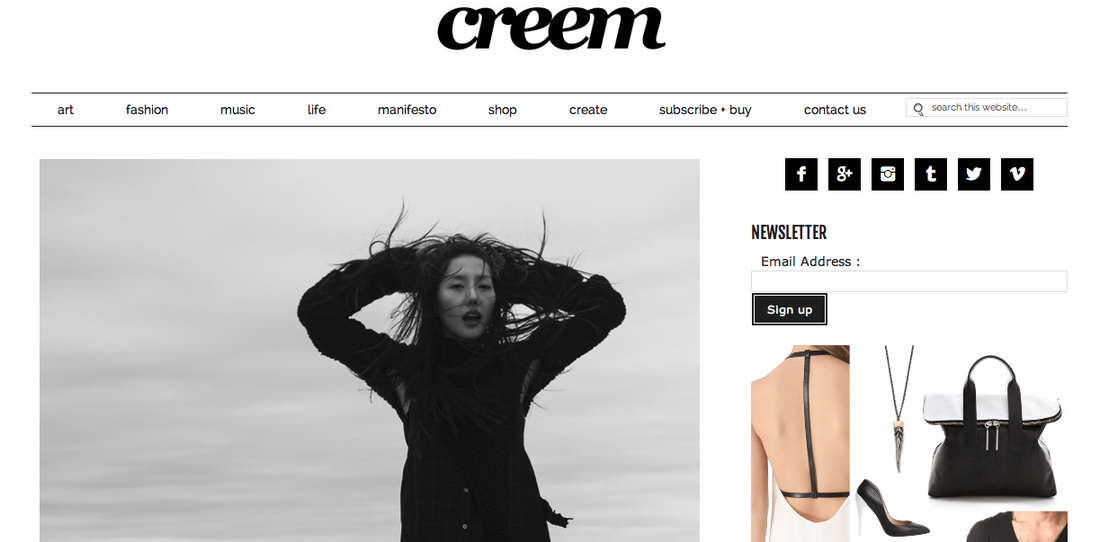 creem
art fashion music life manifesto shop create subscribe + buy contact us search this website...
NEWSLETTER
Email Address :
Sign up